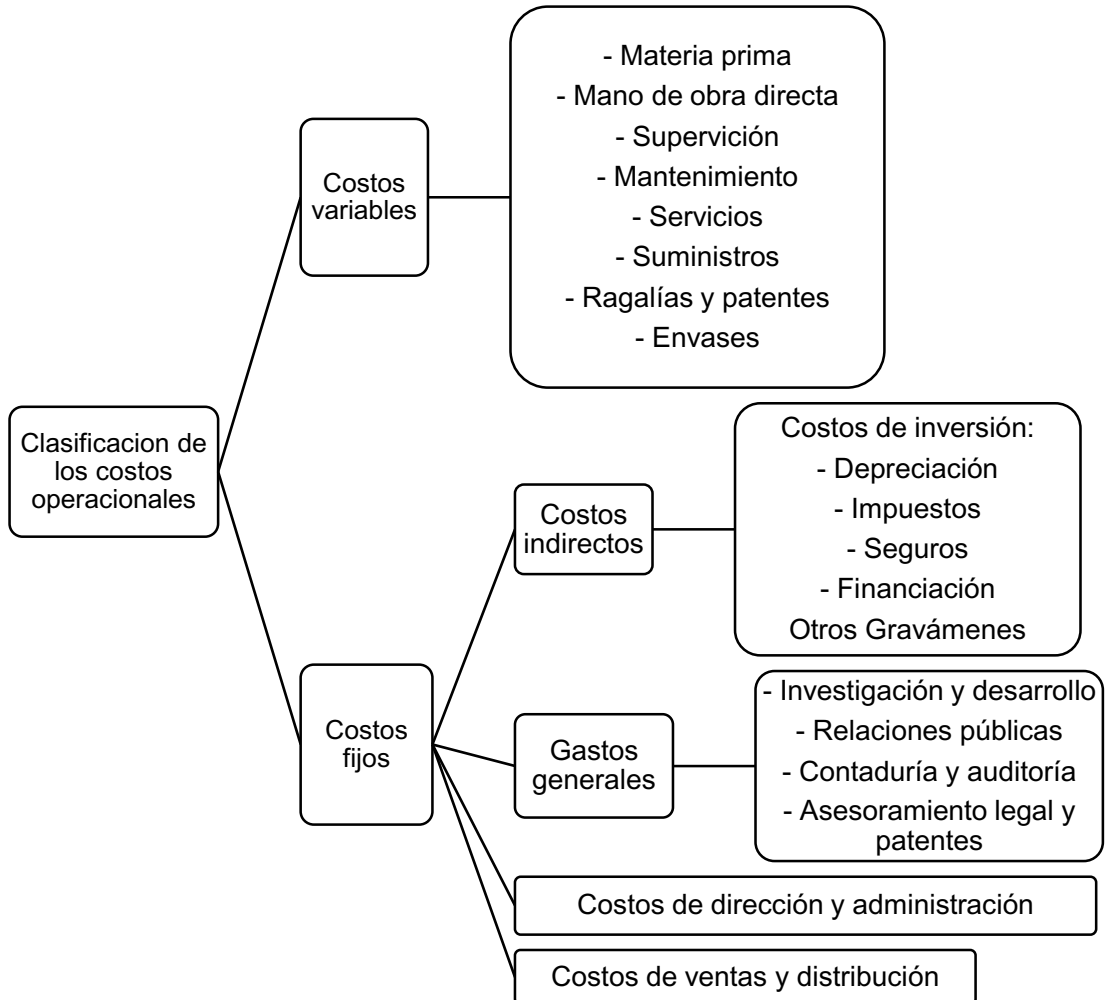 Clasificacion de
los costos
operacionales
Costos
variables
- Materia prima
- Mano de obra directa
- Supervición
- Mantenimiento
- Servicios
- Suministros
- Ragalías y patentes
- Envases
Costos
fijos
Costos
indirectos
Costos de inversión:
- Depreciación
- Impuestos
- Seguros
- Financiación
Otros Gravámenes
Gastos
generales
- Investigación y desarrollo
- Relaciones públicas
- Contaduría y auditoría
- Asesoramiento legal y
patentes
Costos de dirección y administración
Costos de ventas y distribución